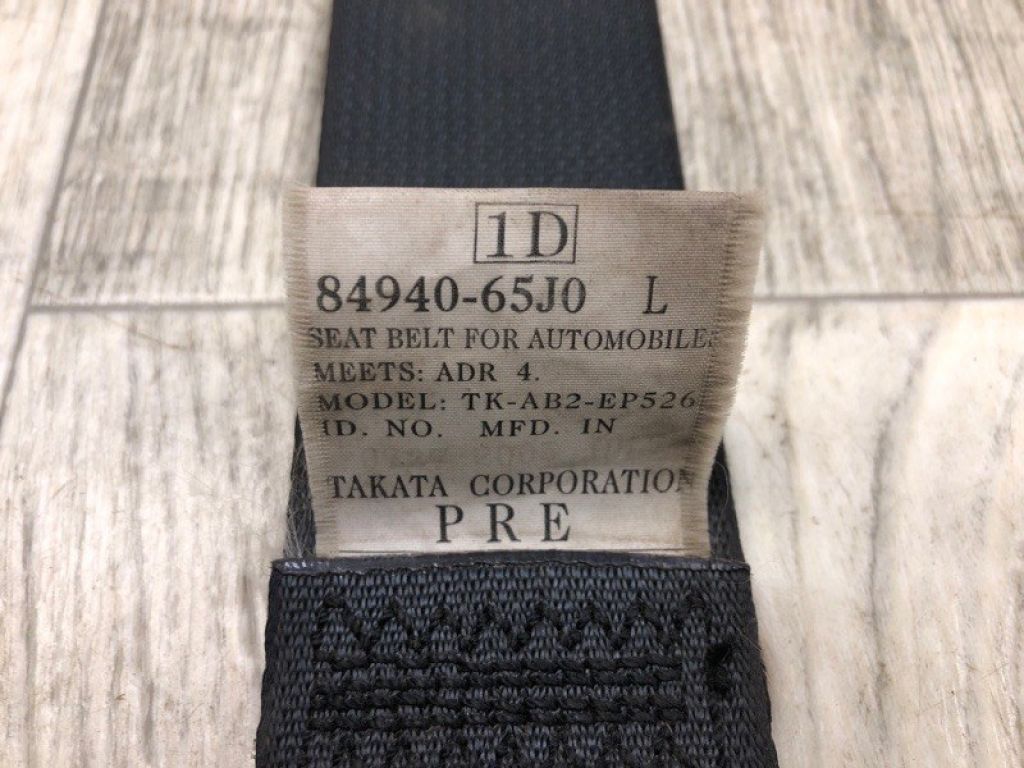 1D
84940-65J0 L
SEAT BELT FOR AUTOMOBILES
MEETS: ADR 4.
MODEL: TK-AB2-EP526
ID. NO. MFD. IN
TAKATA CORPORATION
PRE